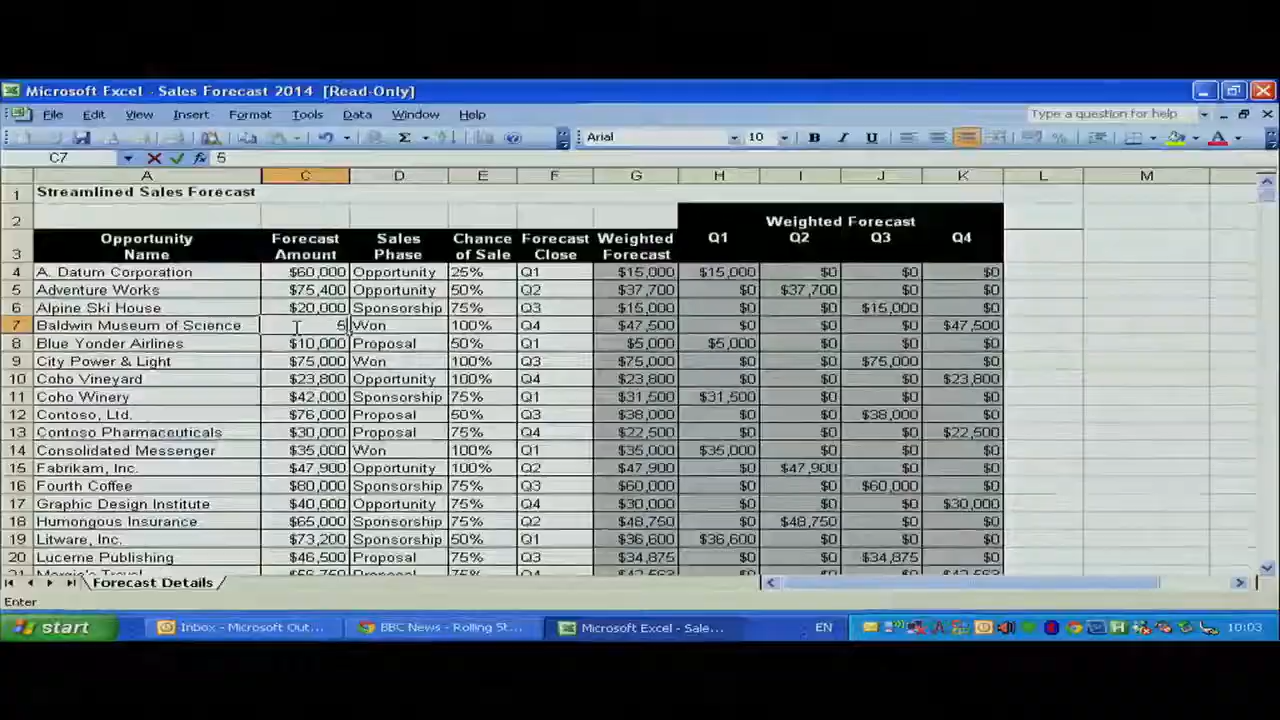 Microsoft Excel - Sales Forecast 2014 [Read-Only]
File Edit View Insert Format Tools Data Window Help Type a question for help
Arial 10 B I U
C7 5
A C D E F G H I J K L M
1 Streamlined Sales Forecast
2 Weighted Forecast
Opportunity Forecast Sales Chance Forecast Weighted Q1 Q2 Q3 Q4
3 Name Amount Phase of Sale Close Forecast
4 A. Datum Corporation $60,000 Opportunity 25% Q1 $15,000 $15,000 $0 $0 $0
5 Adventure Works $75,400 Opportunity 50% Q2 $37,700 $0 $37,700 $0 $0
6 Alpine Ski House $20,000 Sponsorship 75% Q3 $15,000 $0 $0 $15,000 $0
7 Baldwin Museum of Science 5 Won 100% Q4 $47,500 $0 $0 $0 $47,500
8 Blue Yonder Airlines $10,000 Proposal 50% Q1 $5,000 $5,000 $0 $0 $0
9 City Power & Light $75,000 Won 100% Q3 $75,000 $0 $0 $75,000 $0
10 Coho Vineyard $23,800 Opportunity 100% Q4 $23,800 $0 $0 $0 $23,800
11 Coho Winery $42,000 Sponsorship 75% Q1 $31,500 $31,500 $0 $0 $0
12 Contoso, Ltd. $76,000 Proposal 50% Q3 $38,000 $0 $0 $38,000 $0
13 Contoso Pharmaceuticals $30,000 Proposal 75% Q4 $22,500 $0 $0 $0 $22,500
14 Consolidated Messenger $35,000 Won 100% Q1 $35,000 $35,000 $0 $0 $0
15 Fabrikam, Inc. $47,900 Opportunity 100% Q2 $47,900 $0 $47,900 $0 $0
16 Fourth Coffee $80,000 Sponsorship 75% Q3 $60,000 $0 $0 $60,000 $0
17 Graphic Design Institute $40,000 Opportunity 75% Q4 $30,000 $0 $0 $0 $30,000
18 Humongous Insurance $65,000 Sponsorship 75% Q2 $48,750 $0 $48,750 $0 $0
19 Litware, Inc. $73,200 Sponsorship 50% Q1 $36,600 $36,600 $0 $0 $0
20 Lucerne Publishing $46,500 Proposal 75% Q3 $34,875 $0 $0 $34,875 $0
Forecast Details
Enter
start Inbox - Microsoft Out... BBC News - Rolling St... Microsoft Excel - Sale... EN 10:03